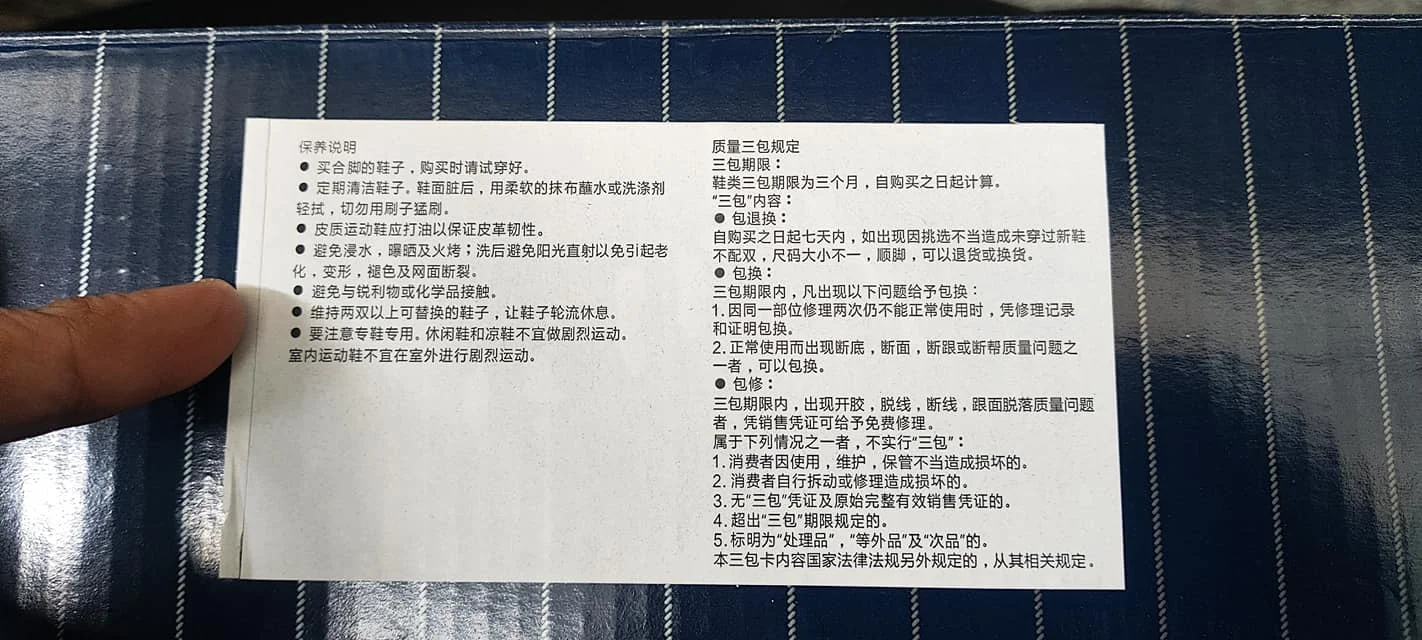 保养说明
● 买合脚的鞋子，购买时请试穿好。
● 定期清洁鞋子。鞋面脏后，用柔软的抹布蘸水或洗涤剂
轻拭，切勿用刷子猛刷。
● 皮质运动鞋应打油以保证皮革韧性。
● 避免浸水，曝晒及火烤；洗后避免阳光直射以免引起老
化，变形，褪色及网面断裂。
● 避免与锐利物或化学品接触。
● 维持两双以上可替换的鞋子，让鞋子轮流休息。
● 要注意专鞋专用。休闲鞋和凉鞋不宜做剧烈运动。
室内运动鞋不宜在室外进行剧烈运动。
质量三包规定
三包期限：
鞋类三包期限为三个月，自购买之日起计算。
“三包”内容：
● 包退换：
自购买之日起七天内，如出现因挑选不当造成未穿过新鞋
不配双，尺码大小不一，顺脚，可以退货或换货。
● 包换：
三包期限内，凡出现以下问题给予包换：
1. 因同一部位修理两次仍不能正常使用时，凭修理记录
和证明包换。
2. 正常使用而出现断底，断面，断跟或断帮质量问题之
一者，可以包换。
● 包修：
三包期限内，出现开胶，脱线，断线，跟面脱落质量问题
者，凭销售凭证可给予免费修理。
属于下列情况之一者，不实行“三包”：
1. 消费者因使用，维护，保管不当造成损坏的。
2. 消费者自行拆动或修理造成损坏的。
3. 无“三包”凭证及原始完整有效销售凭证的。
4. 超出“三包”期限规定的。
5. 标明为“处理品”，“等外品”及“次品”的。
本三包卡内容国家法律法规另外规定的，从其相关规定。